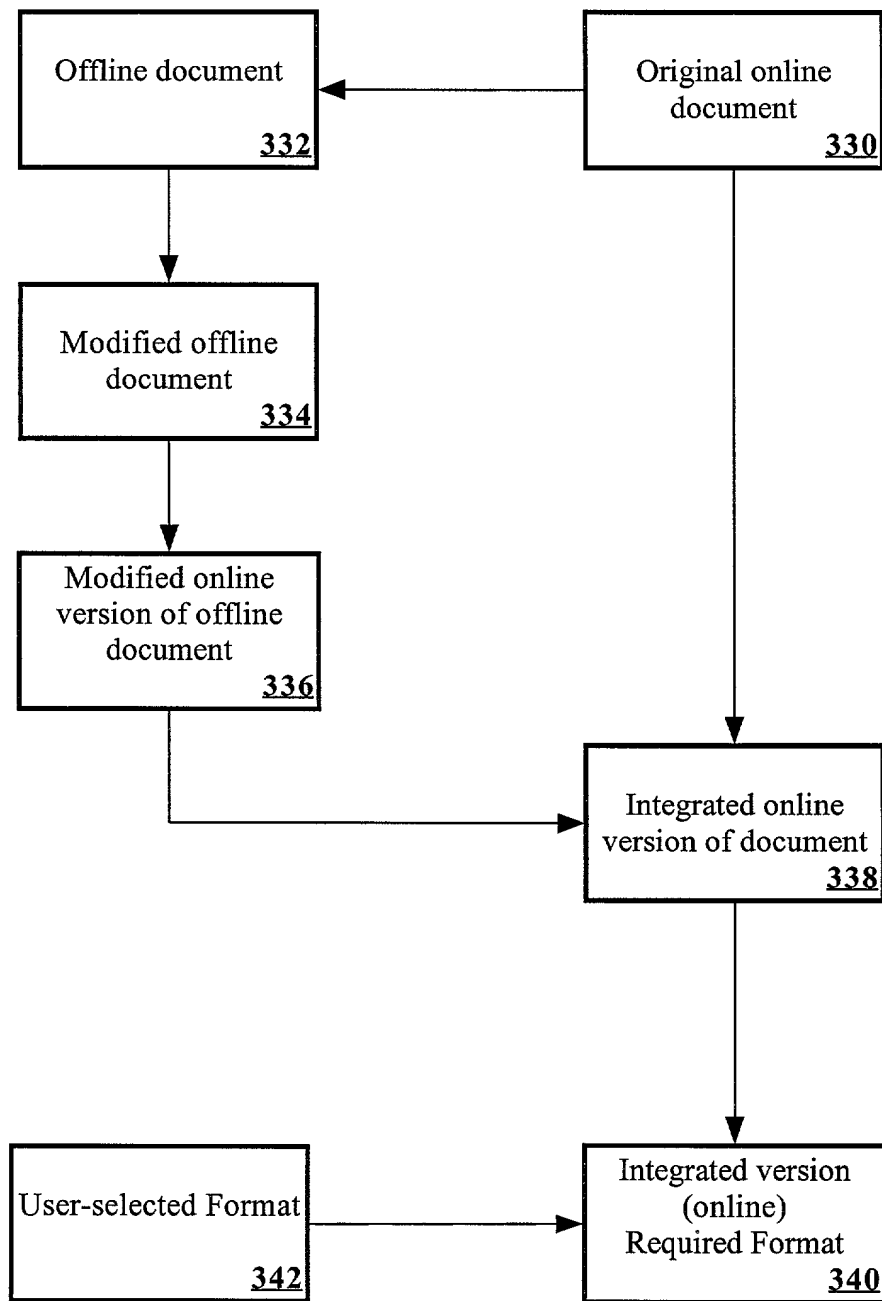 Offline document
332
Original online
document
330
Modified offline
document
334
Modified online
version of offline
document
336
Integrated online
version of document
338
User-selected Format
342
Integrated version
(online)
Required Format
340